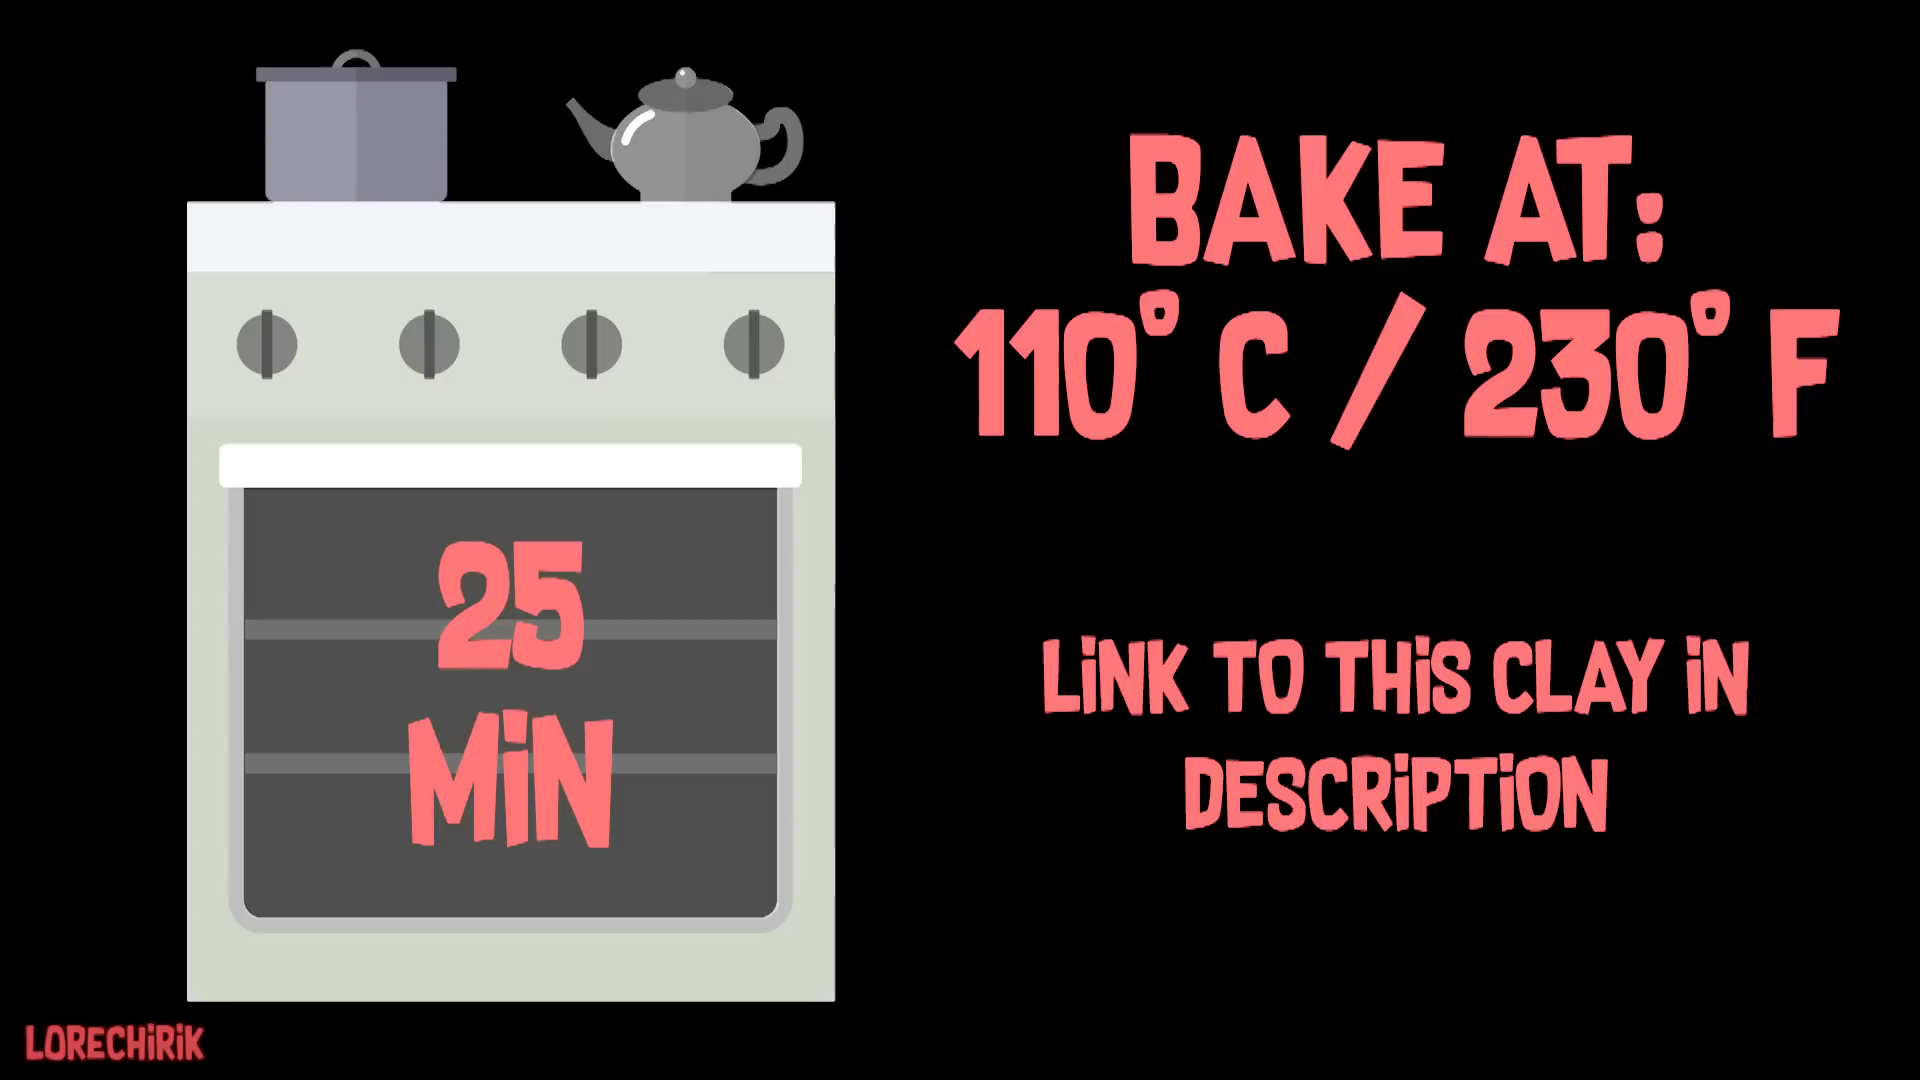 25
MIN
BAKE AT:
110° C / 230° F
LINK TO THIS CLAY IN
DESCRIPTION
LORECHIRIK